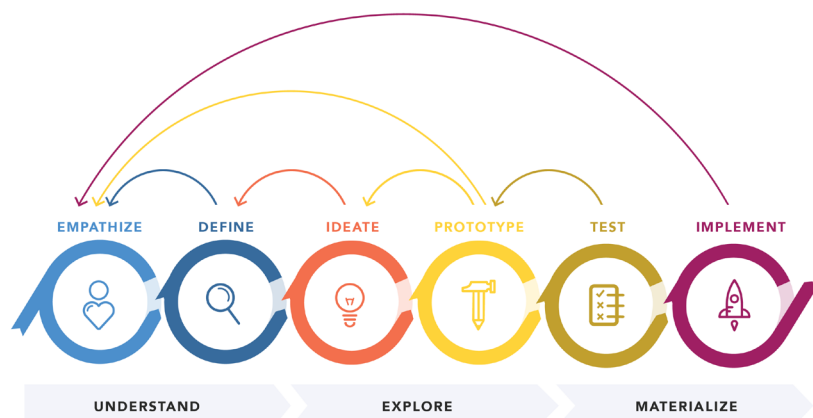 EMPATHIZE
DEFINE
IDEATE
PROTOTYPE
TEST
IMPLEMENT
UNDERSTAND
EXPLORE
MATERIALIZE